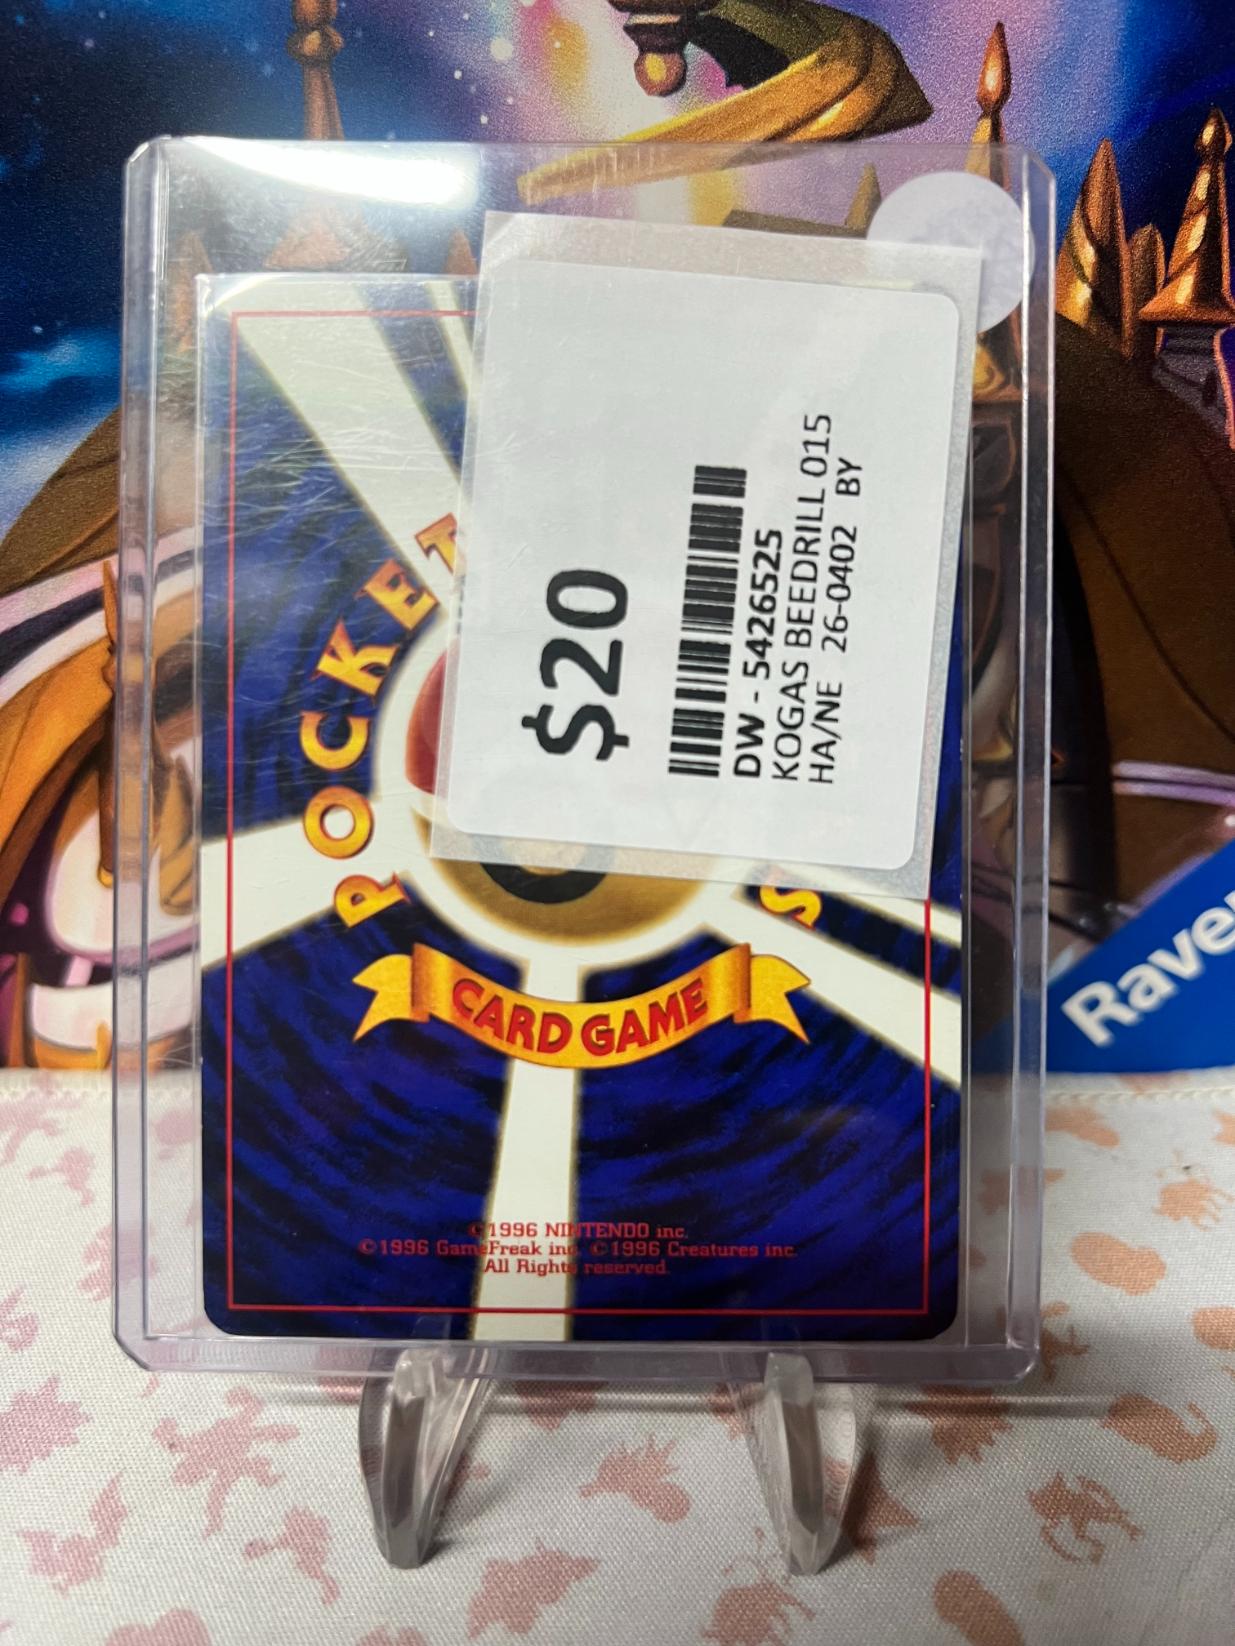 $20
DW - 5426525
KOGAS BEEDRILL 015
HA/NE 26-0402 BY
POCKET
S
CARD GAME
©1996 NINTENDO inc.
©1996 GameFreak inc. ©1996 Creatures inc.
All Rights reserved.
Raven